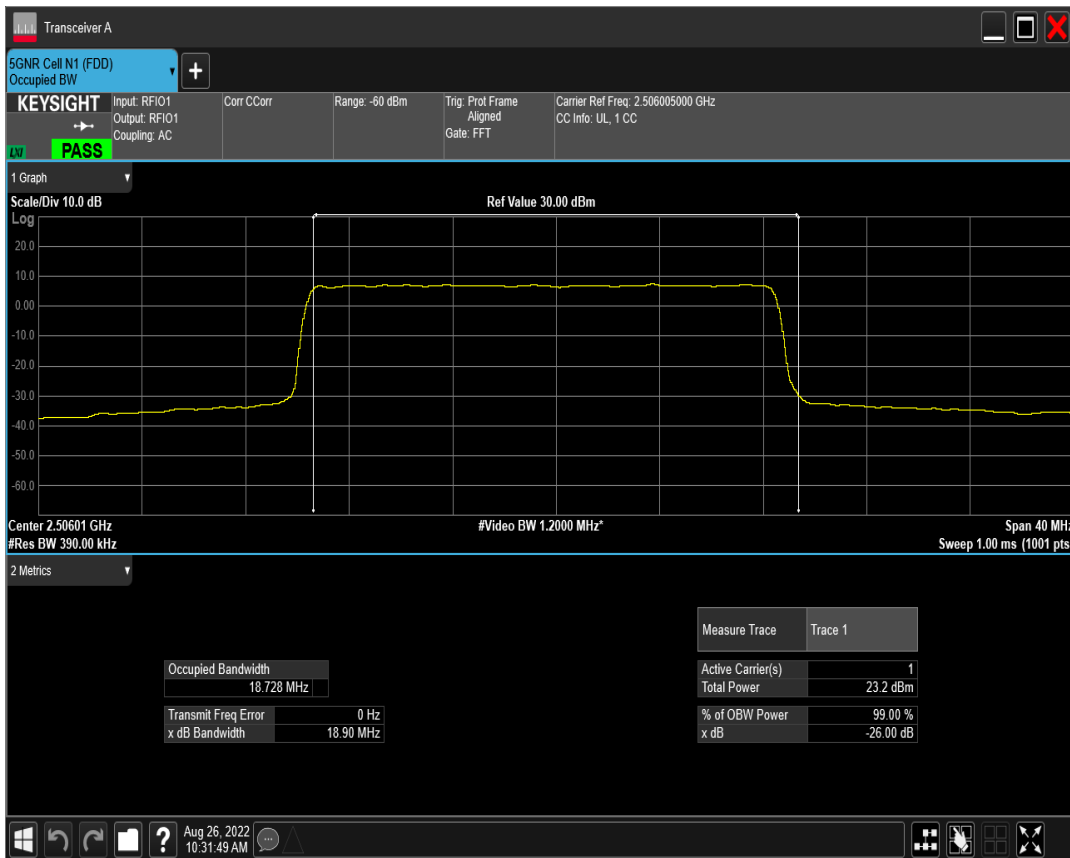 Transceiver A
5GNR Cell N1 (FDD)
Occupied BW
+
KEYSIGHT
LXI
PASS
Input: RFIO1
Output: RFIO1
Coupling: AC
Corr CCorr
Range: -60 dBm
Trig: Prot Frame
Aligned
Gate: FFT
Carrier Ref Freq: 2.506005000 GHz
CC Info: UL, 1 CC
1 Graph
Scale/Div 10.0 dB
Ref Value 30.00 dBm
Log
20.0
10.0
0.00
-10.0
-20.0
-30.0
-40.0
-50.0
-60.0
Center 2.50601 GHz
#Video BW 1.2000 MHz*
Span 40 MHz
#Res BW 390.00 kHz
Sweep 1.00 ms (1001 pts
2 Metrics
Measure Trace Trace 1
Occupied Bandwidth
18.728 MHz
Active Carrier(s) 1
Total Power 23.2 dBm
Transmit Freq Error 0 Hz
x dB Bandwidth 18.90 MHz
% of OBW Power 99.00 %
x dB -26.00 dB
?
Aug 26, 2022
10:31:49 AM